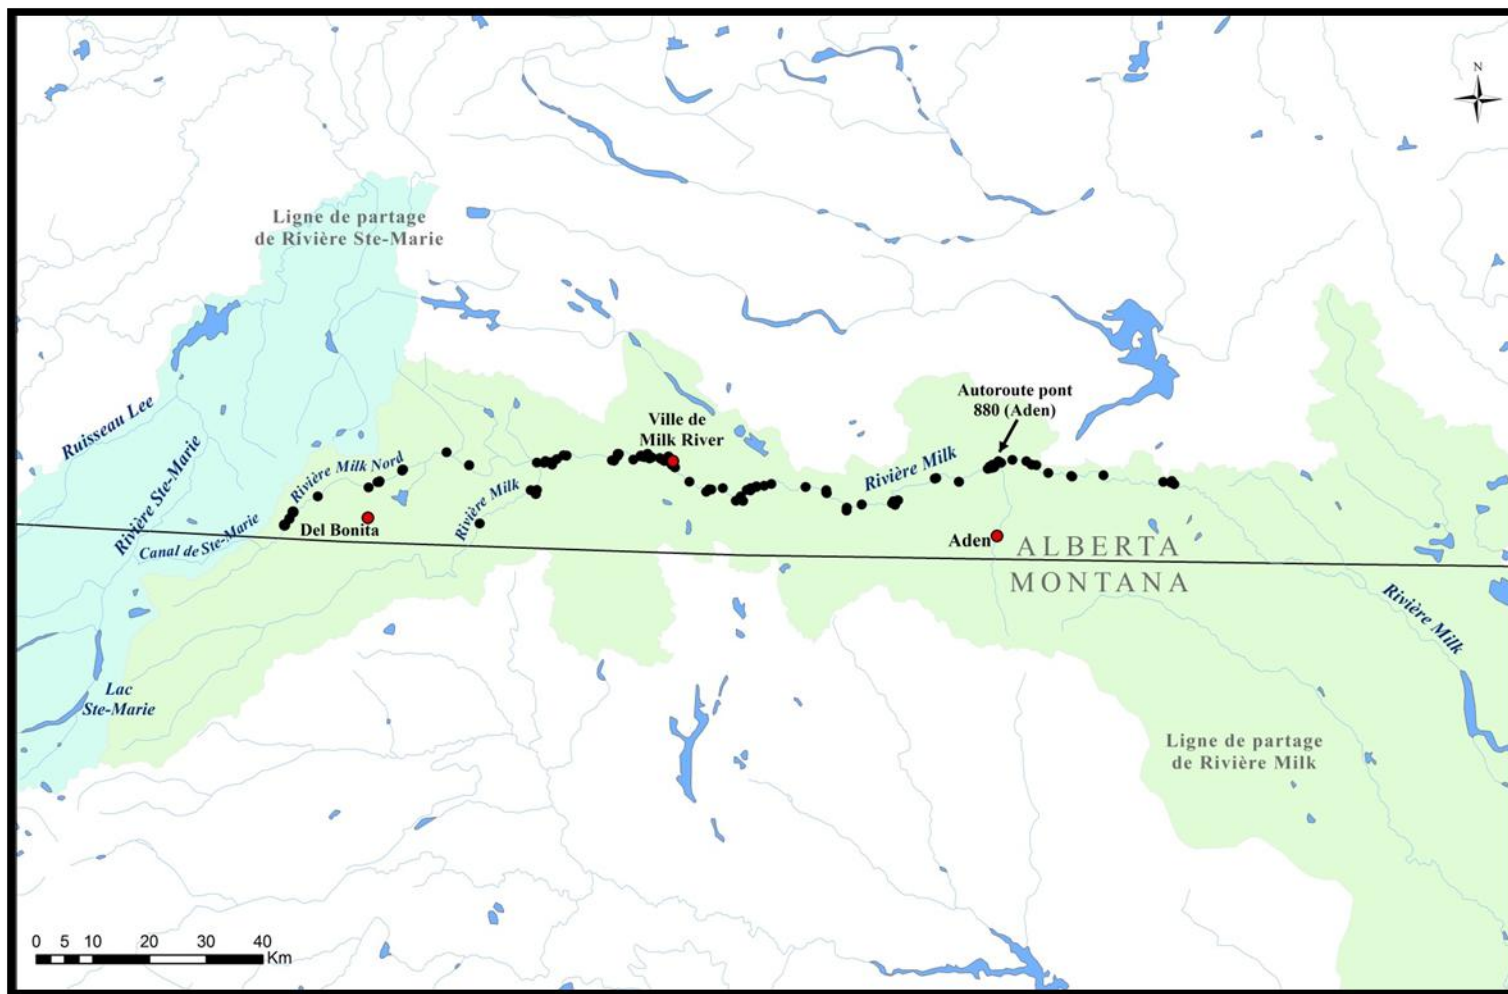 N
Ligne de partage
de Rivière Ste-Marie
Autoroute pont
880 (Aden)
Ville de
Milk River
Ruisseau Lee
Rivière Ste-Marie
Rivière Milk Nord
Rivière Milk
Rivière Milk
Del Bonita
Canal de Ste-Marie
Aden
ALBERTA
MONTANA
Rivière Milk
Lac
Ste-Marie
Ligne de partage
de Rivière Milk
0 5 10 20 30 40
Km